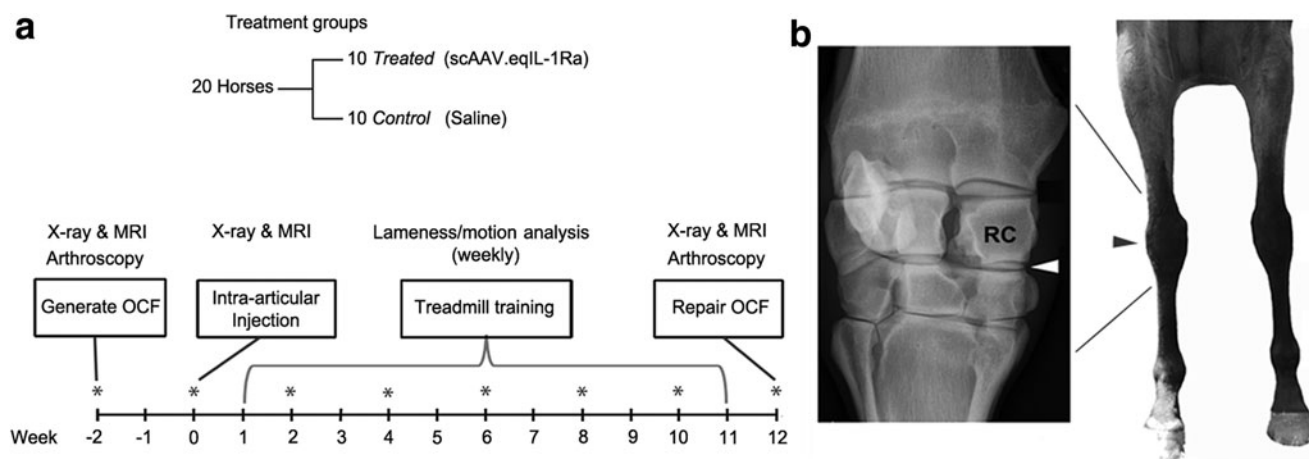 a
Treatment groups
20 Horses
10 Treated (scAAV.eqIL-1Ra)
10 Control (Saline)
X-ray & MRI
Arthroscopy
Generate OCF
X-ray & MRI
Intra-articular
Injection
Lameness/motion analysis
(weekly)
Treadmill training
X-ray & MRI
Arthroscopy
Repair OCF
* * * * * * * *
Week -2 -1 0 1 2 3 4 5 6 7 8 9 10 11 12
b
RC